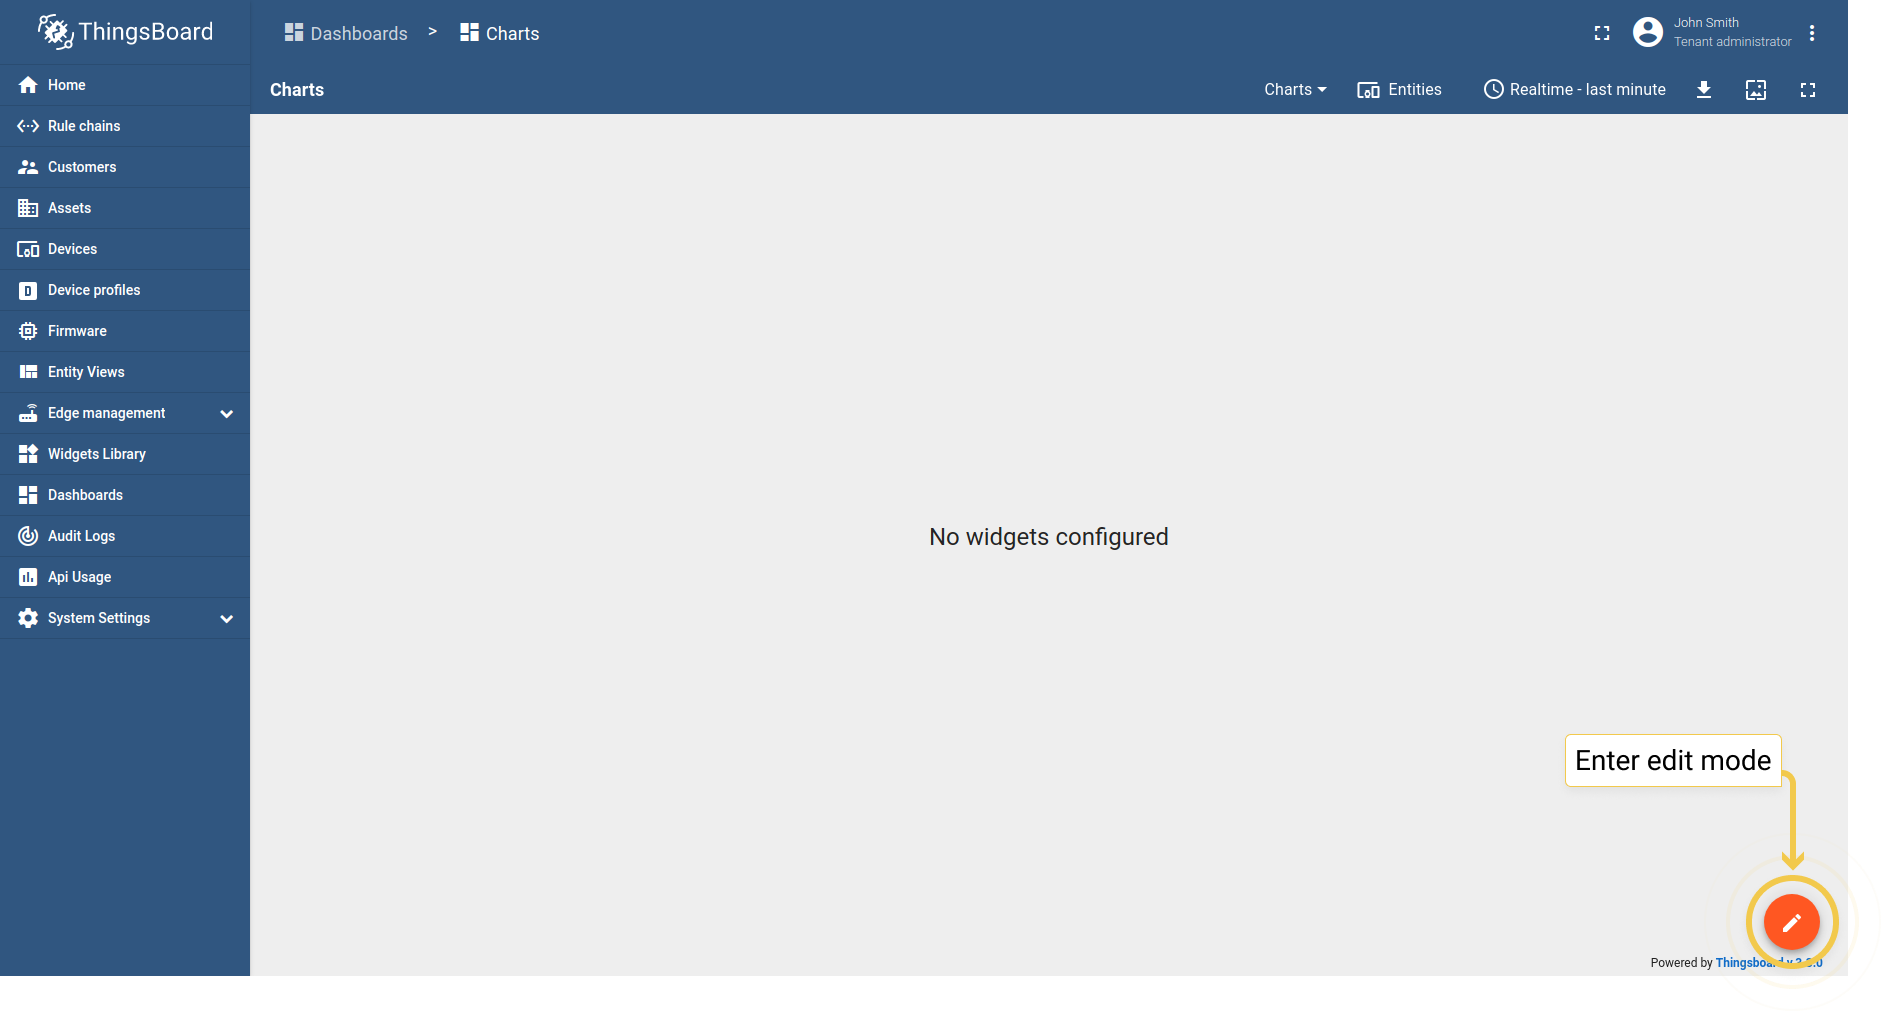 ThingsBoard
Dashboards > Charts
John Smith
Tenant administrator
Charts
Charts
Entities
Realtime - last minute
Home
Rule chains
Customers
Assets
Devices
Device profiles
Firmware
Entity Views
Edge management
Widgets Library
Dashboards
Audit Logs
Api Usage
System Settings
No widgets configured
Enter edit mode
Powered by Thingsboard